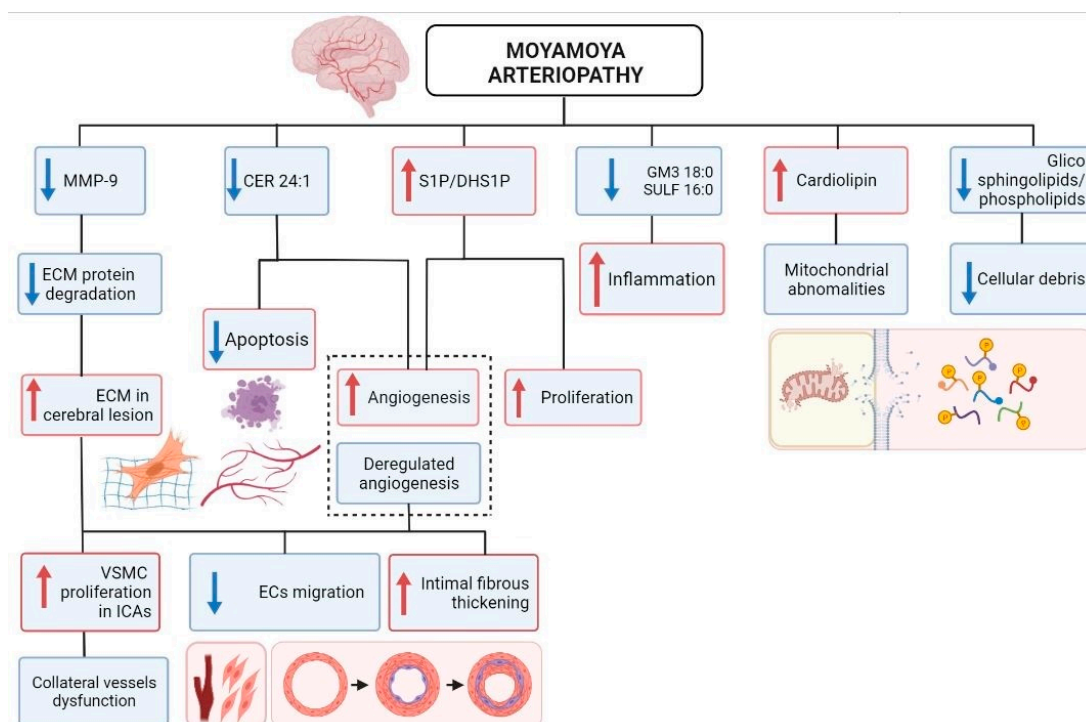 MOYAMOYA
ARTERIOPATHY
MMP-9
CER 24:1
S1P/DHS1P
GM3 18:0
SULF 16:0
Cardiolipin
Glico
sphingolipids/
phospholipids
ECM protein
degradation
Inflammation
Mitochondrial
abnomalities
Cellular debris
Apoptosis
ECM in
cerebral lesion
Angiogenesis
Proliferation
Deregulated
angiogenesis
P
P
P
P
P
P
VSMC
proliferation
in ICAs
ECs migration
Intimal fibrous
thickening
Collateral vessels
dysfunction